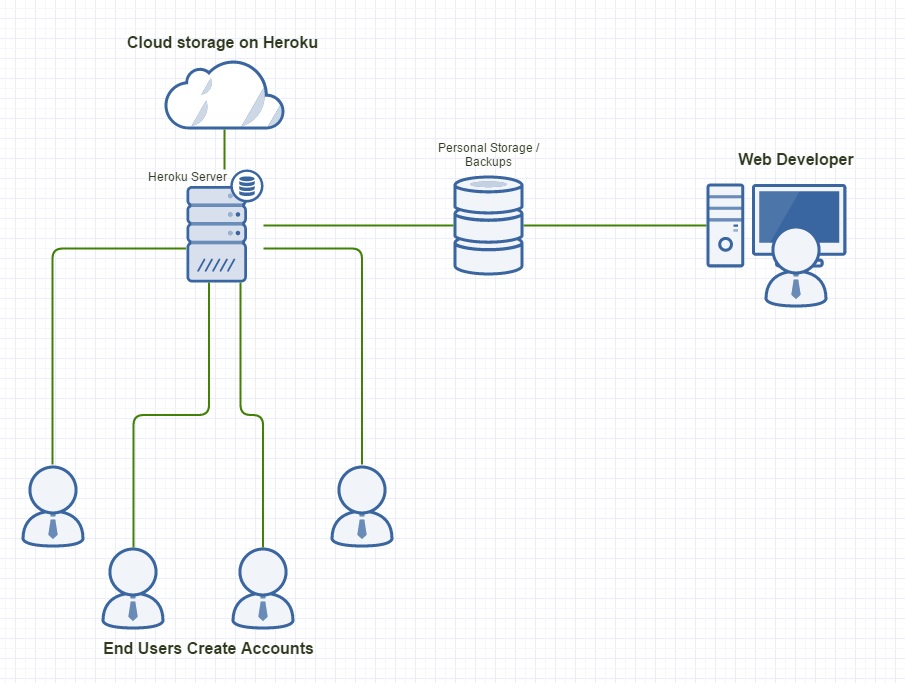 Cloud storage on Heroku
Personal Storage /
Backups
Web Developer
Heroku Server
End Users Create Accounts